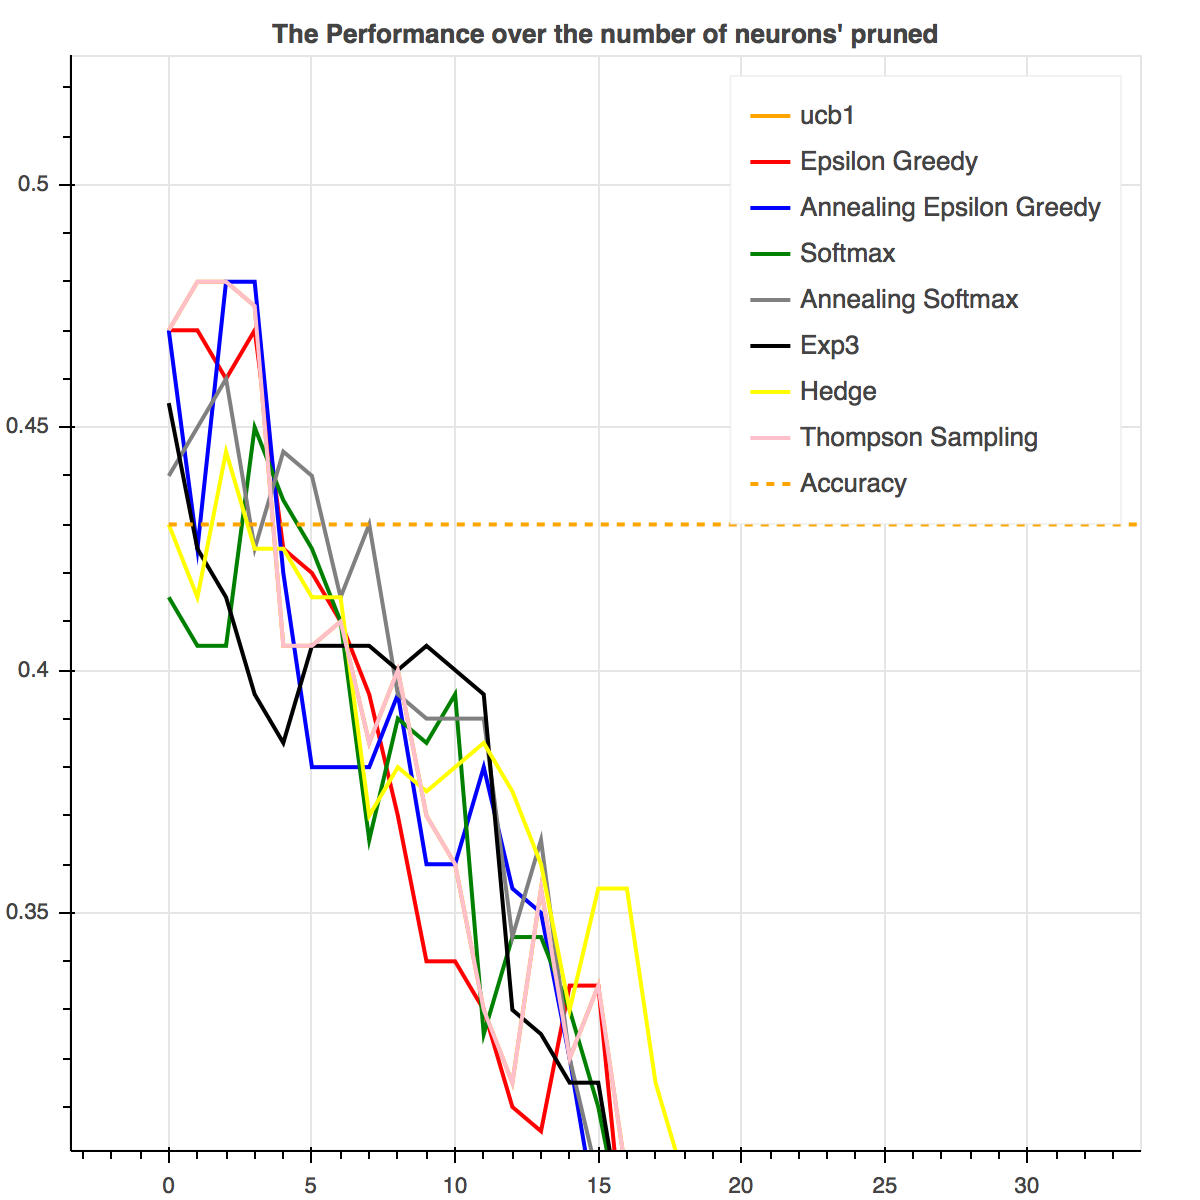 The Performance over the number of neurons' pruned
ucb1
Epsilon Greedy
Annealing Epsilon Greedy
Softmax
Annealing Softmax
Exp3
Hedge
Thompson Sampling
Accuracy
0.5
0.45
0.4
0.35
0 5 10 15 20 25 30